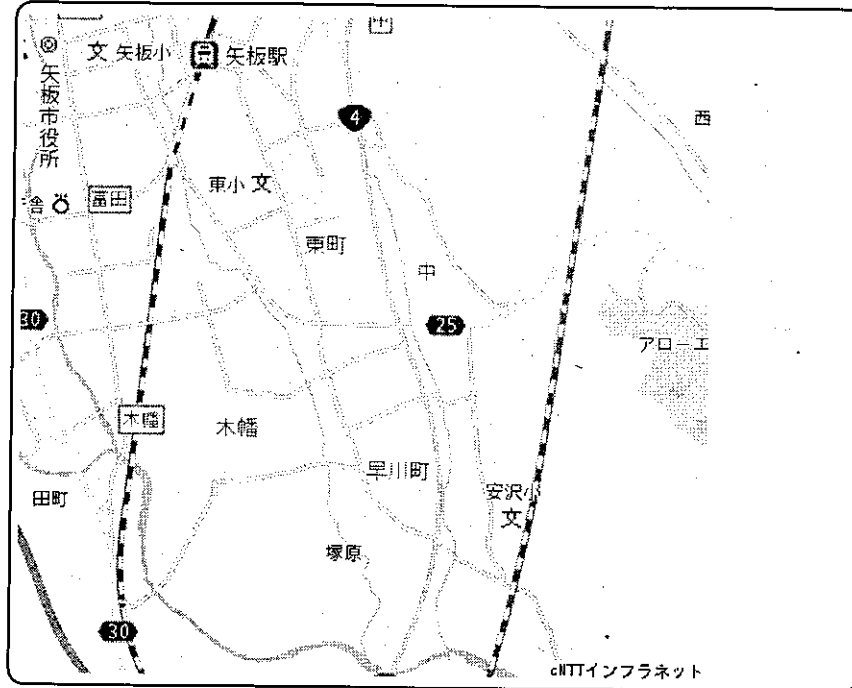 矢板市役所
文 矢板小
矢板駅
4
西
舎
富田
東小 文
東町
中
30
25
アローエ
木幡
木幡
早川町
田町
安沢小
文
塚原
30
cNTTインフラネット